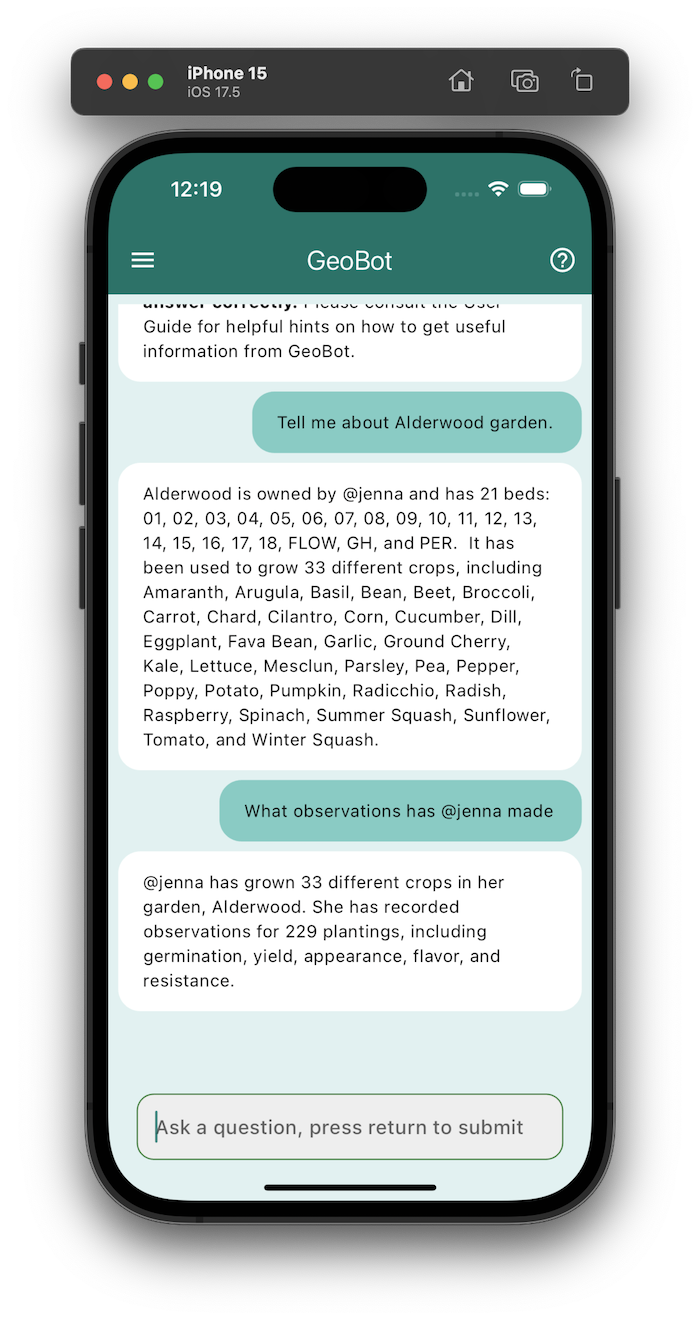 iPhone 15
iOS 17.5
12:19
GeoBot
answer correctly. Please consult the User
Guide for helpful hints on how to get useful
information from GeoBot.
Tell me about Alderwood garden.
Alderwood is owned by @jenna and has 21 beds:
01, 02, 03, 04, 05, 06, 07, 08, 09, 10, 11, 12, 13,
14, 15, 16, 17, 18, FLOW, GH, and PER.  It has
been used to grow 33 different crops, including
Amaranth, Arugula, Basil, Bean, Beet, Broccoli,
Carrot, Chard, Cilantro, Corn, Cucumber, Dill,
Eggplant, Fava Bean, Garlic, Ground Cherry,
Kale, Lettuce, Mesclun, Parsley, Pea, Pepper,
Poppy, Potato, Pumpkin, Radicchio, Radish,
Raspberry, Spinach, Summer Squash, Sunflower,
Tomato, and Winter Squash.
What observations has @jenna made
@jenna has grown 33 different crops in her
garden, Alderwood. She has recorded
observations for 229 plantings, including
germination, yield, appearance, flavor, and
resistance.
Ask a question, press return to submit